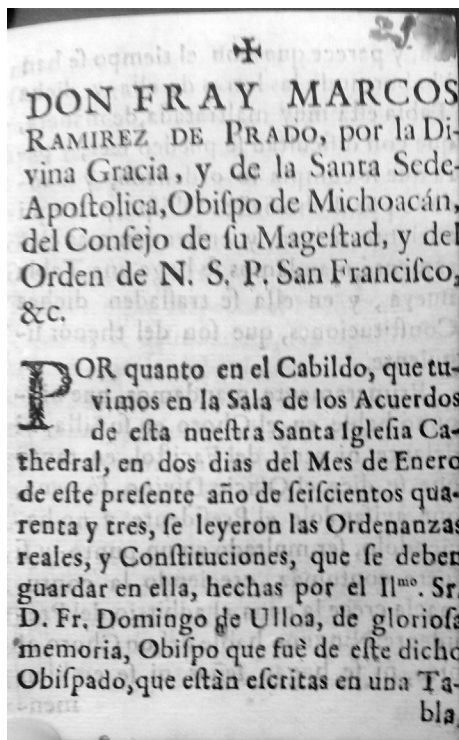 ✠
DON FRAY MARCOS
RAMIREZ DE PRADO, por la Di-
vina Gracia, y de la Santa Sede-
Apoſtolica, Obiſpo de Michoacán,
del Conſejo de ſu Mageſtad, y del
Orden de N. S. P. San Franciſco,
&c.
POR quanto en el Cabildo, que tu-
vimos en la Sala de los Acuerdos
de eſta nueſtra Santa Igleſia Ca-
thedral, en dos dias del Mes de Enero
de eſte preſente año de ſeiſcientos qua-
renta y tres, ſe leyeron las Ordenanzas
reales, y Conſtituciones, que ſe deben
guardar en ella, hechas por el Il<sup>mo</sup>. Sr.
D. Fr. Domingo de Ulloa, de glorioſa
memoria, Obiſpo que fuè de eſte dicho
Obiſpado, que eſtàn eſcritas en una Ta-
bla,